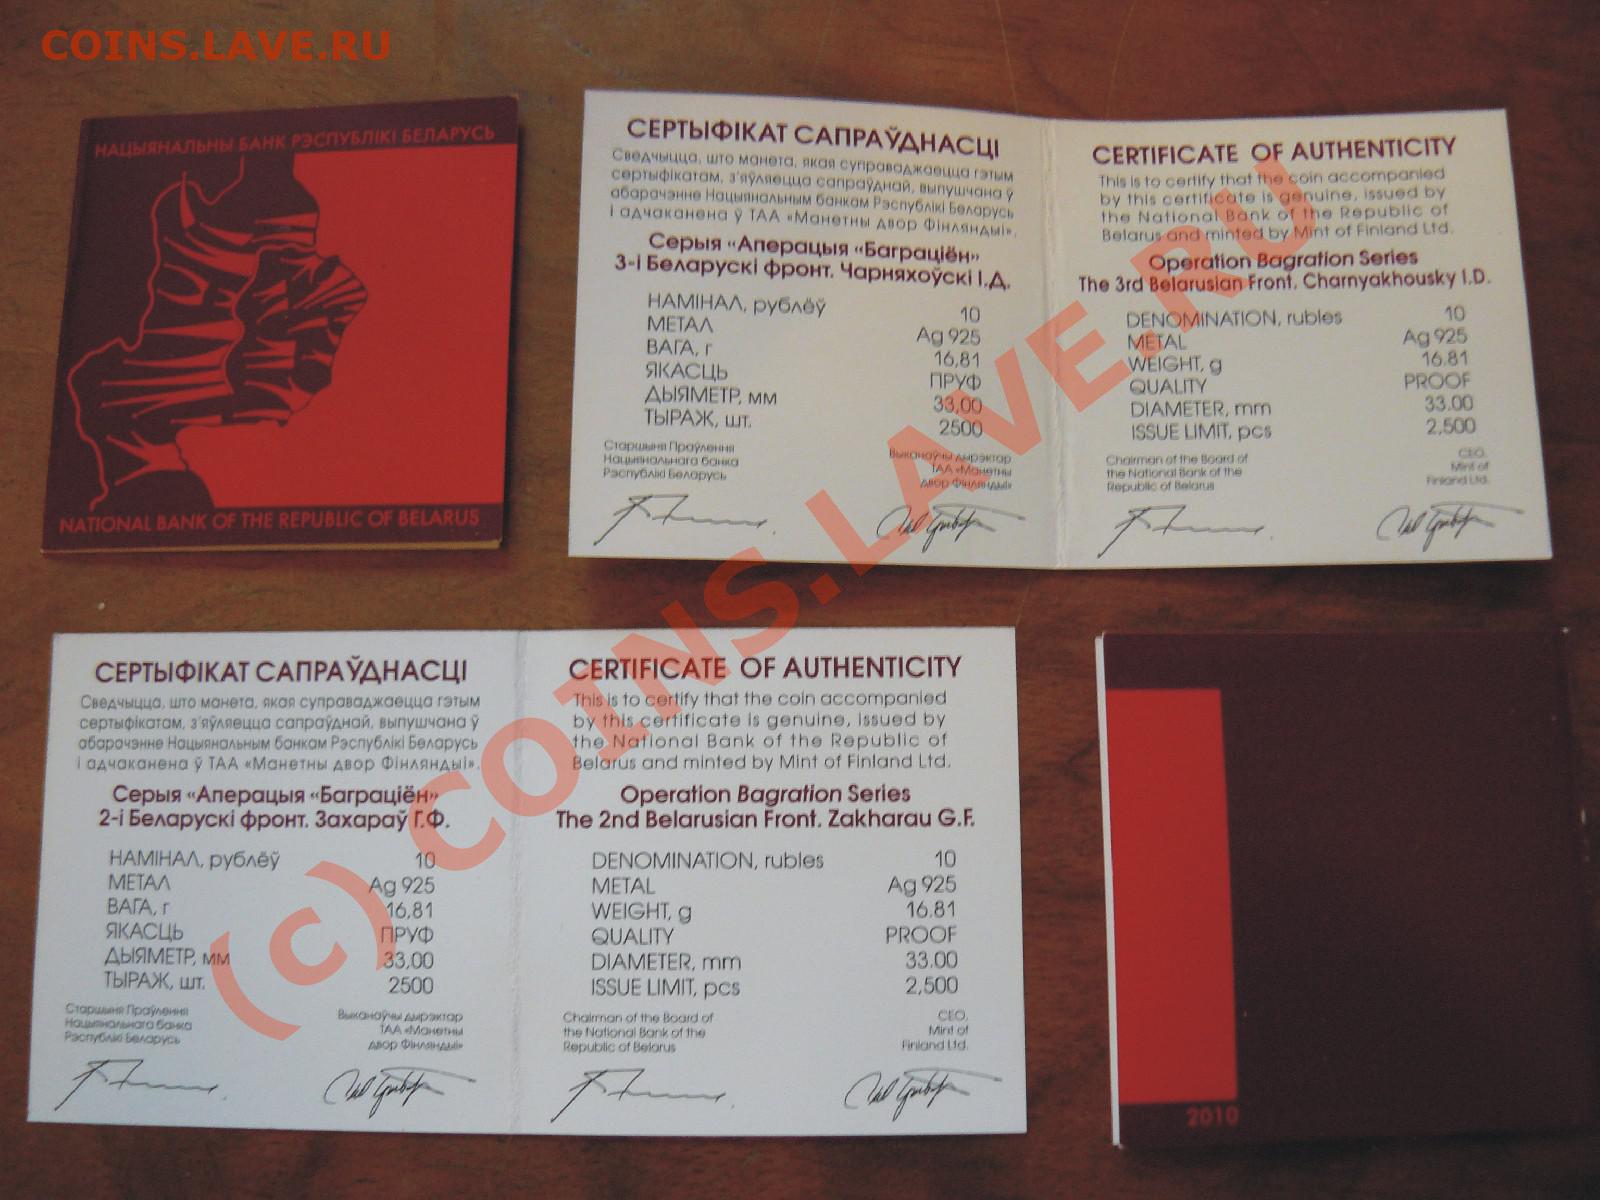 COINS.LAVE.RU
НАЦЫЯНАЛЬНЫ БАНК РЭСПУБЛІКІ БЕЛАРУСЬ
NATIONAL BANK OF THE REPUBLIC OF BELARUS
СЕРТЫФІКАТ САПРАЎДНАСЦІ
Сведчыцца, што манета, якая суправаджаецца гэтым
сертыфікатам, з'яўляецца сапраўднай, выпушчана ў
абарачэнне Нацыянальным банкам Рэспублікі Беларусь
і адчаканена ў ТАА «Манетны двор Фінляндыі».
Серыя «Аперацыя «Баграціён»
3-і Беларускі фронт. Чарняхоўскі І.Д.
НАМІНАЛ, рублёў 10
МЕТАЛ Ag 925
ВАГА, г 16,81
ЯКАСЦЬ ПРУФ
ДЫЯМЕТР, мм 33,00
ТЫРАЖ, шт. 2500
Старшыня Праўлення
Нацыянальнага банка
Рэспублікі Беларусь
Выканаўчы дырэктар
ТАА «Манетны
двор Фінляндыі»
CERTIFICATE OF AUTHENTICITY
This is to certify that the coin accompanied
by this certificate is genuine, issued by
the National Bank of the Republic of
Belarus and minted by Mint of Finland Ltd.
Operation Bagration Series
The 3rd Belarusian Front. Charnyakhousky I.D.
DENOMINATION, rubles 10
METAL Ag 925
WEIGHT, g 16.81
QUALITY PROOF
DIAMETER, mm 33.00
ISSUE LIMIT, pcs 2,500
Chairman of the Board of
the National Bank of the
Republic of Belarus
CEO,
Mint of
Finland Ltd.
СЕРТЫФІКАТ САПРАЎДНАСЦІ
Сведчыцца, што манета, якая суправаджаецца гэтым
сертыфікатам, з'яўляецца сапраўднай, выпушчана ў
абарачэнне Нацыянальным банкам Рэспублікі Беларусь
і адчаканена ў ТАА «Манетны двор Фінляндыі».
Серыя «Аперацыя «Баграціён»
2-і Беларускі фронт. Захараў Г.Ф.
НАМІНАЛ, рублёў 10
МЕТАЛ Ag 925
ВАГА, г 16,81
ЯКАСЦЬ ПРУФ
ДЫЯМЕТР, мм 33,00
ТЫРАЖ, шт. 2500
Старшыня Праўлення
Нацыянальнага банка
Рэспублікі Беларусь
Выканаўчы дырэктар
ТАА «Манетны
двор Фінляндыі»
CERTIFICATE OF AUTHENTICITY
This is to certify that the coin accompanied
by this certificate is genuine, issued by
the National Bank of the Republic of
Belarus and minted by Mint of Finland Ltd.
Operation Bagration Series
The 2nd Belarusian Front. Zakharau G.F.
DENOMINATION, rubles 10
METAL Ag 925
WEIGHT, g 16.81
QUALITY PROOF
DIAMETER, mm 33.00
ISSUE LIMIT, pcs 2,500
Chairman of the Board of
the National Bank of the
Republic of Belarus
CEO,
Mint of
Finland Ltd.
2010
(c) COINS.LAVE.RU